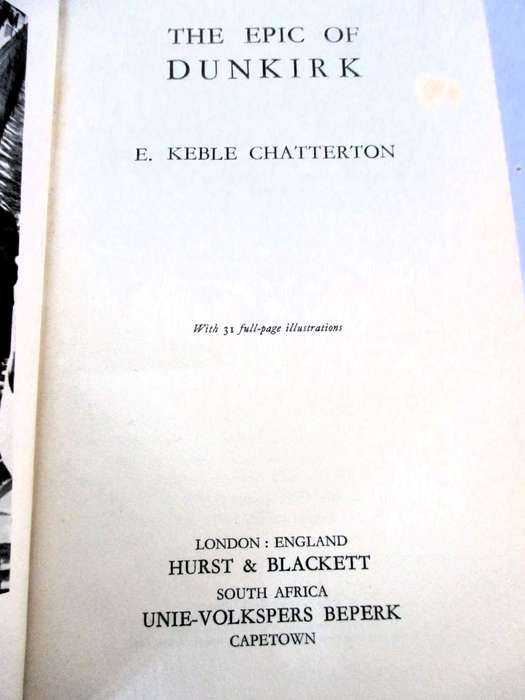 THE EPIC OF
DUNKIRK
E. KEBLE CHATTERTON
With 31 full-page illustrations
LONDON : ENGLAND
HURST & BLACKETT
SOUTH AFRICA
UNIE-VOLKSPERS BEPERK
CAPETOWN